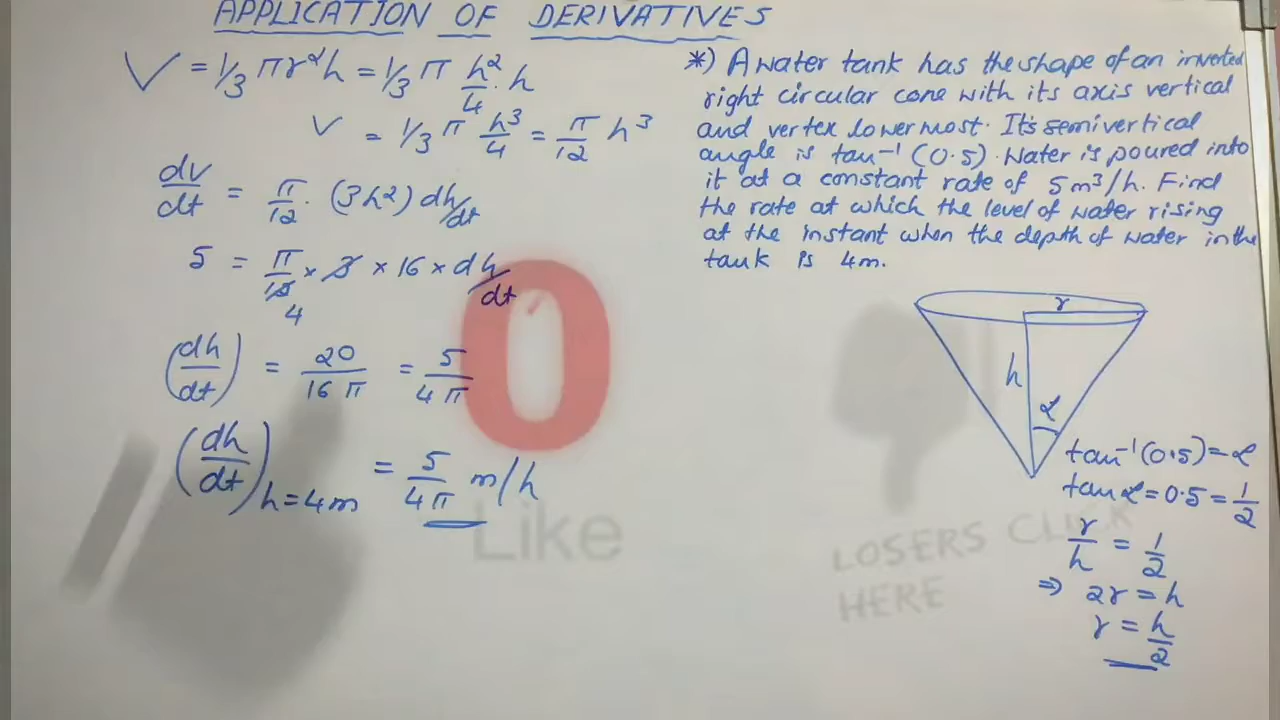 APPLICATION OF DERIVATIVES
V = 1/3 πr²h = 1/3 π h²/4 · h
V = 1/3 π h³/4 = π/12 h³
dv/dt = π/12 · (3h²) dh/dt
5 = π/12 × 3 × 16 × dh/dt
4
(dh/dt) = 20/16π = 5/4π
(dh/dt) h=4m = 5/4π m/h
*) A water tank has the shape of an inverted
right circular cone with its axis vertical
and vertex lowermost. It's semivertical
angle is tan⁻¹(0.5). Water is poured into
it at a constant rate of 5m³/h. Find
the rate at which the level of water rising
at the instant when the depth of water in the
tank is 4m.
r
h
α
tan⁻¹(0.5) = α
tan α = 0.5 = 1/2
r/h = 1/2
⇒ 2r = h
r = h/2
0
Like
LOSERS CLICK
HERE